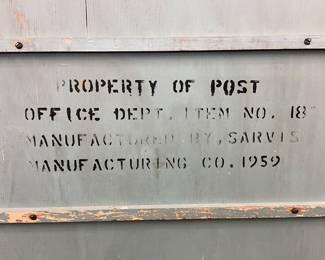 PROPERTY OF POST
OFFICE DEPT. ITEM NO. 18
MANUFACTURED BY, SARVIS
MANUFACTURING CO. 1959